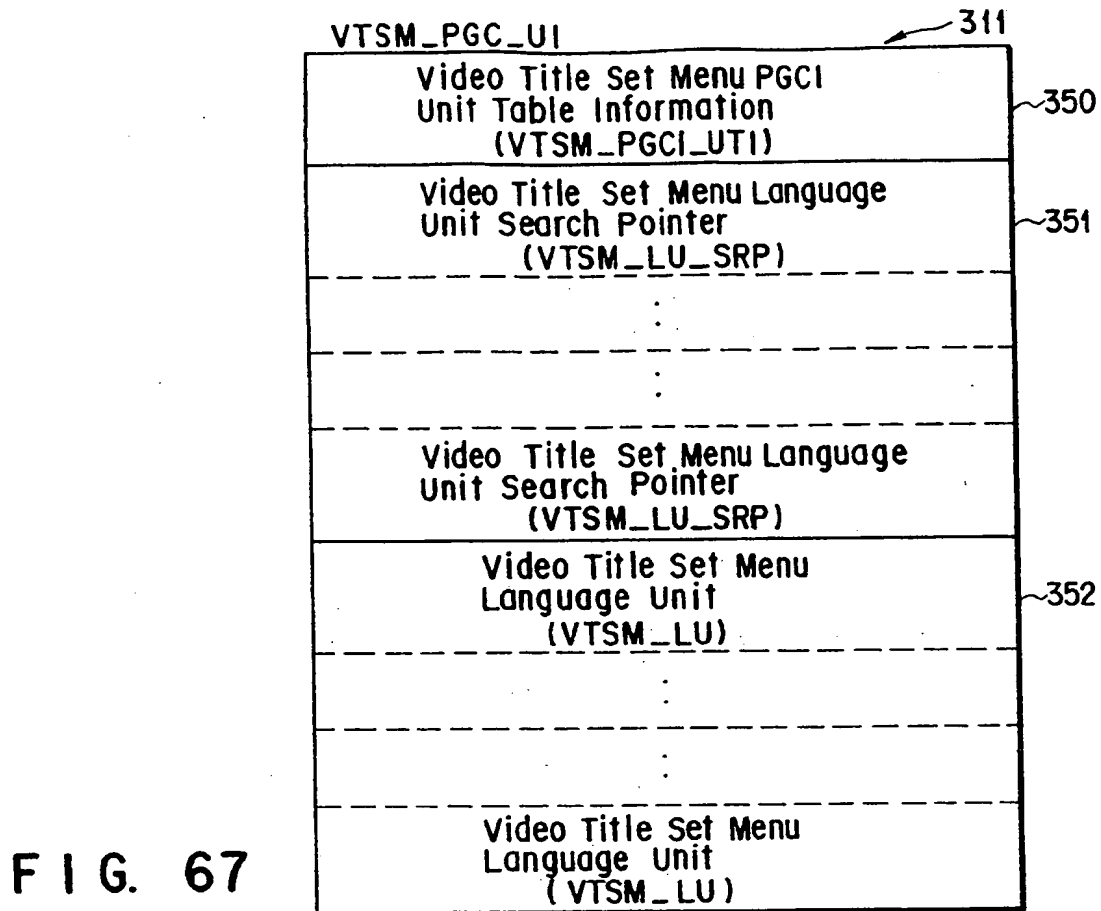 VTSM_PGC_UI
311
Video Title Set Menu PGCI
Unit Table Information
(VTSM_PGCI_UTI)
350
Video Title Set Menu Language
Unit Search Pointer
(VTSM_LU_SRP)
351
Video Title Set Menu Language
Unit Search Pointer
(VTSM_LU_SRP)
Video Title Set Menu
Language Unit
(VTSM_LU)
352
Video Title Set Menu
Language Unit
(VTSM_LU)
FIG. 67